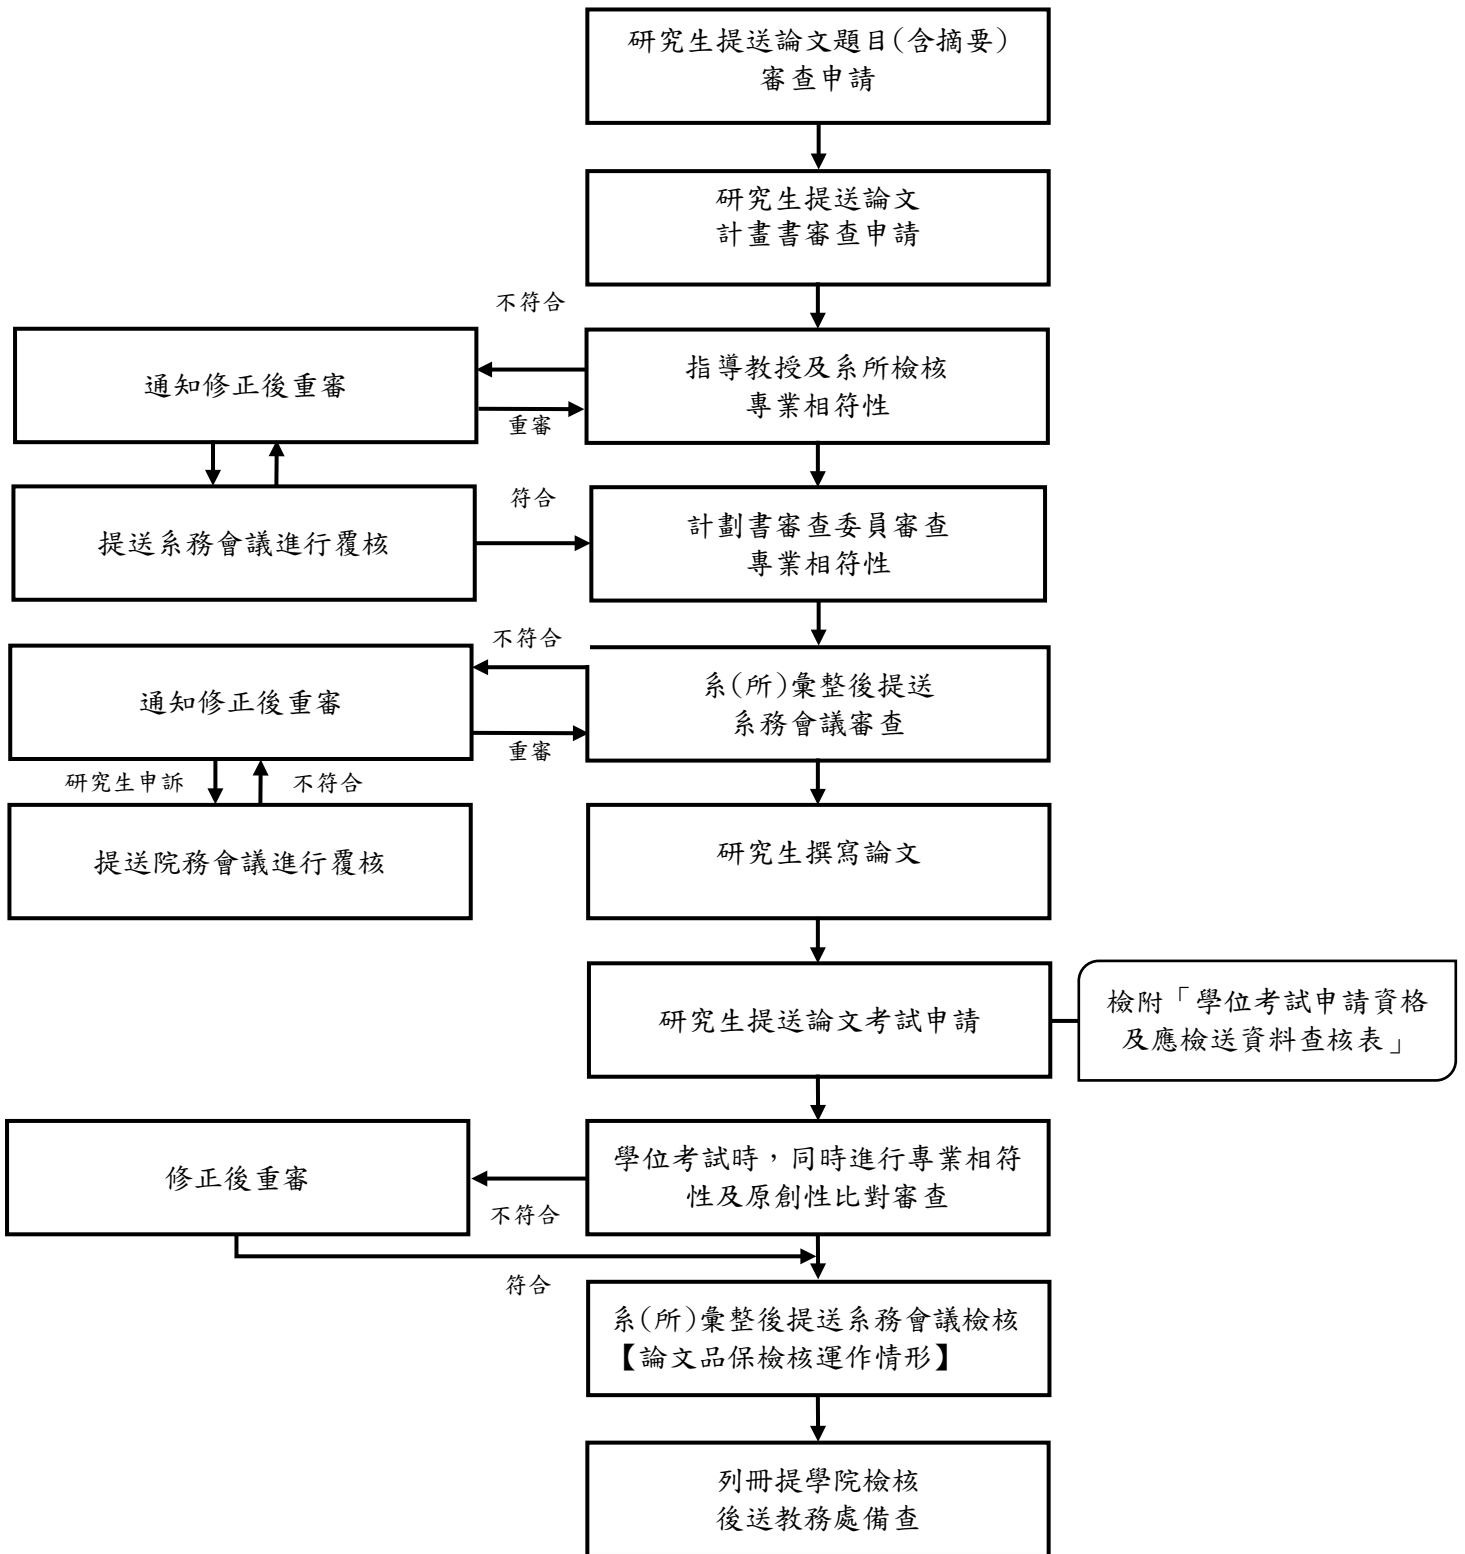 研究生提送論文題目(含摘要)
審查申請
研究生提送論文
計畫書審查申請
不符合
通知修正後重審
指導教授及系所檢核
專業相符性
重審
提送系務會議進行覆核
符合
計劃書審查委員審查
專業相符性
不符合
通知修正後重審
系(所)彙整後提送
系務會議審查
重審
研究生申訴
不符合
提送院務會議進行覆核
研究生撰寫論文
研究生提送論文考試申請
檢附「學位考試申請資格
及應檢送資料查核表」
修正後重審
學位考試時，同時進行專業相符
性及原創性比對審查
不符合
符合
系(所)彙整後提送系務會議檢核
【論文品保檢核運作情形】
列冊提學院檢核
後送教務處備查